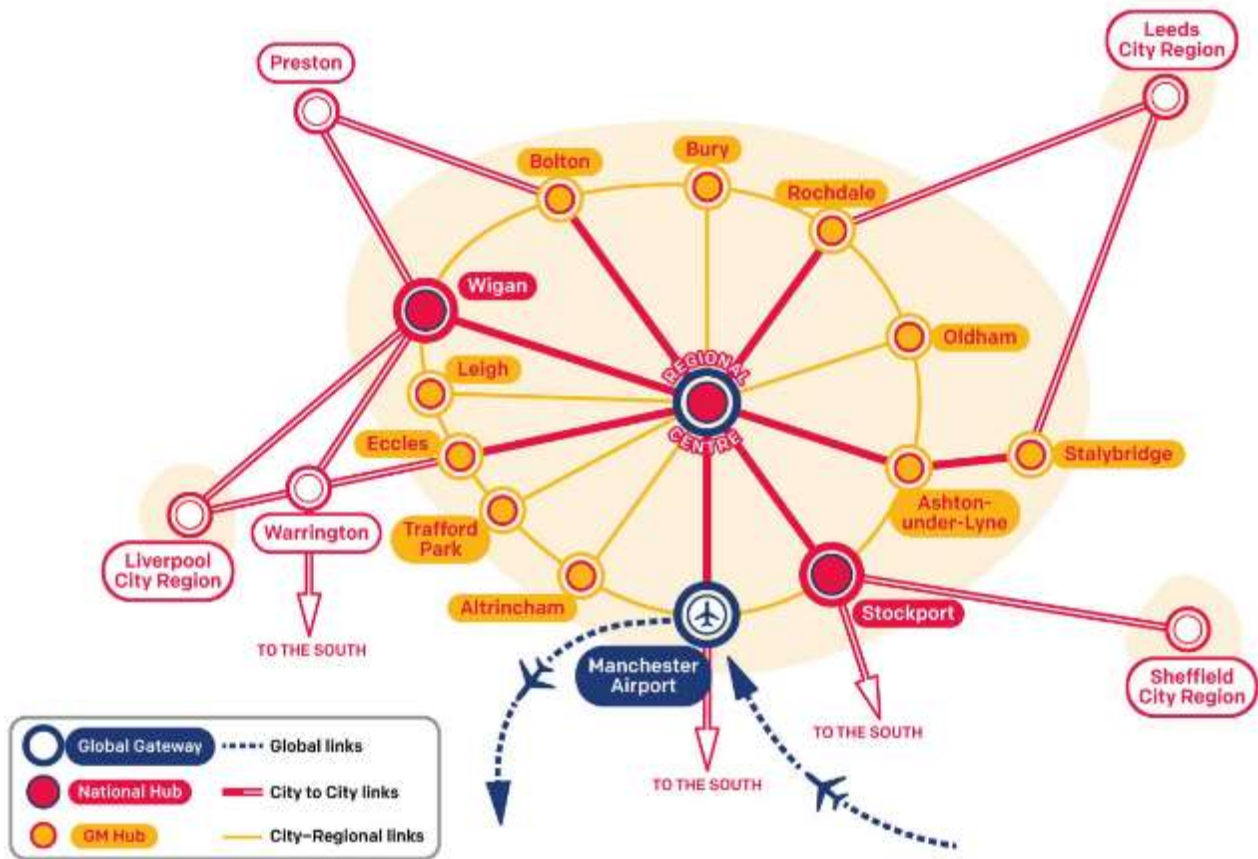 Preston
Leeds
City Region
Bolton
Bury
Rochdale
Wigan
Oldham
REGIONAL
CENTRE
Leigh
Eccles
Stalybridge
Ashton-
under-Lyne
Trafford
Park
Warrington
Liverpool
City Region
Altrincham
Stockport
TO THE SOUTH
Manchester
Airport
Sheffield
City Region
TO THE SOUTH
TO THE SOUTH
Global Gateway
Global links
National Hub
City to City links
GM Hub
City–Regional links